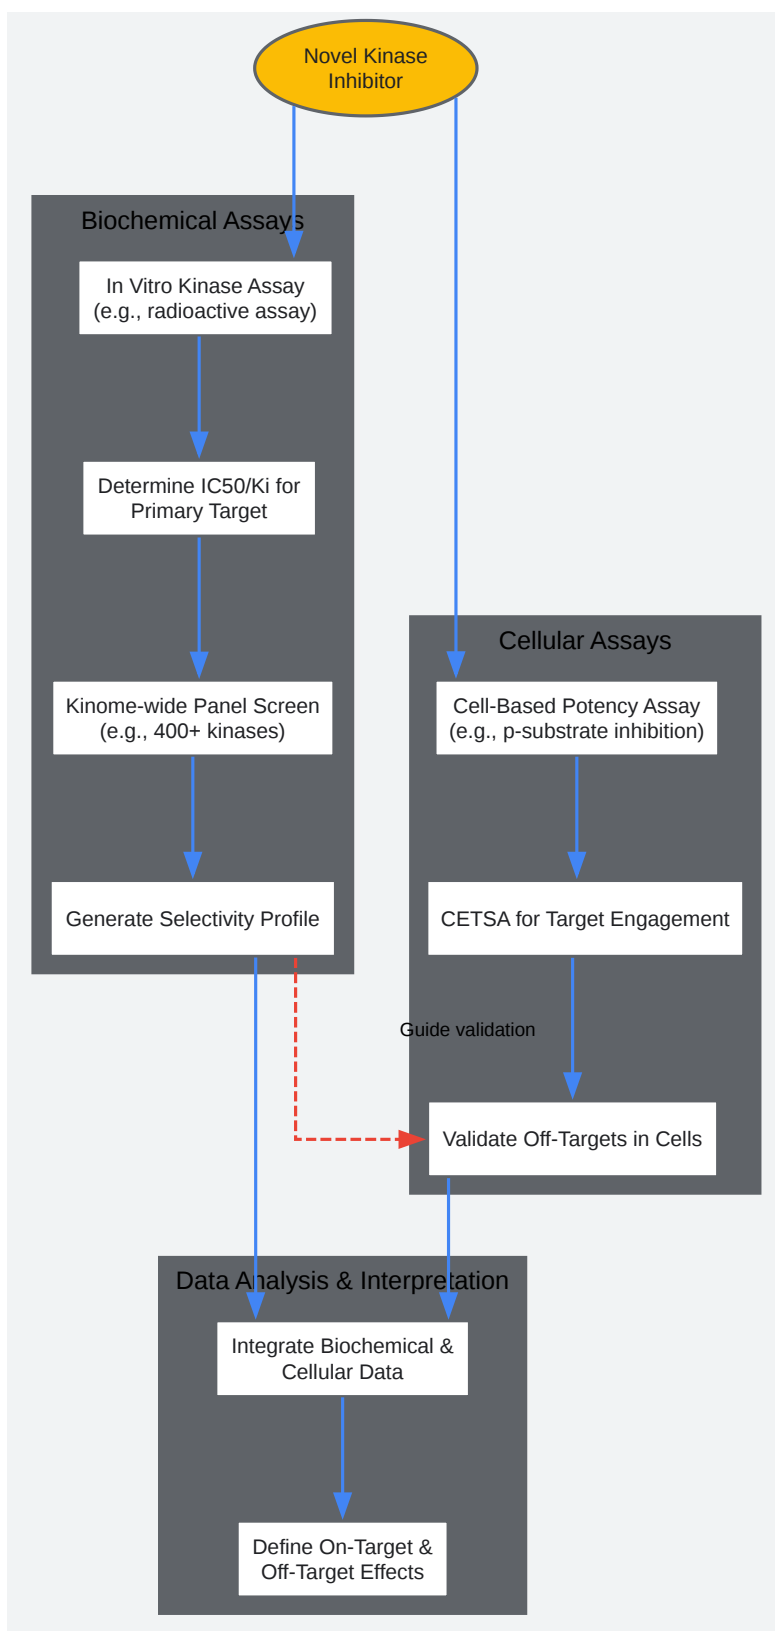 Novel Kinase
Inhibitor
Biochemical Assays
In Vitro Kinase Assay
(e.g., radioactive assay)
Determine IC50/Ki for
Primary Target
Kinome-wide Panel Screen
(e.g., 400+ kinases)
Generate Selectivity Profile
Cellular Assays
Cell-Based Potency Assay
(e.g., p-substrate inhibition)
CETSA for Target Engagement
Guide validation
Validate Off-Targets in Cells
Data Analysis & Interpretation
Integrate Biochemical &
Cellular Data
Define On-Target &
Off-Target Effects